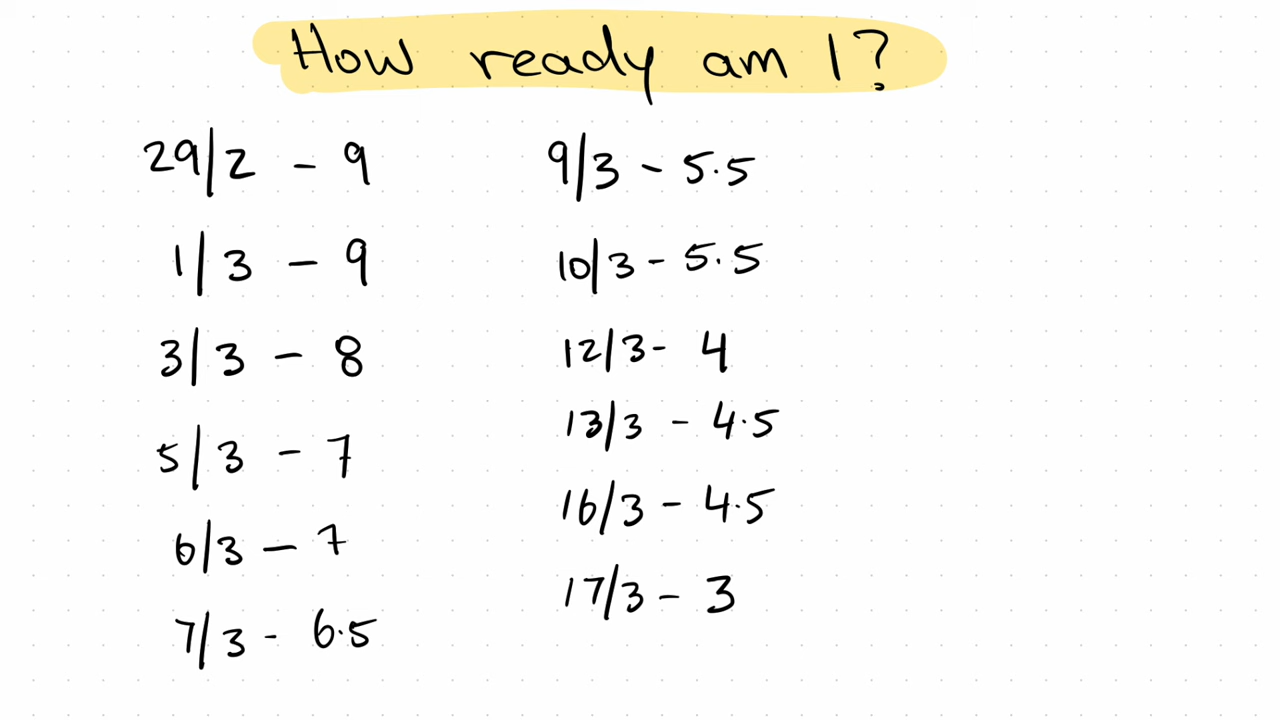 How ready am I?
29/2 - 9
1/3 - 9
3/3 - 8
5/3 - 7
6/3 - 7
7/3 - 6.5
9/3 - 5.5
10/3 - 5.5
12/3 - 4
13/3 - 4.5
16/3 - 4.5
17/3 - 3